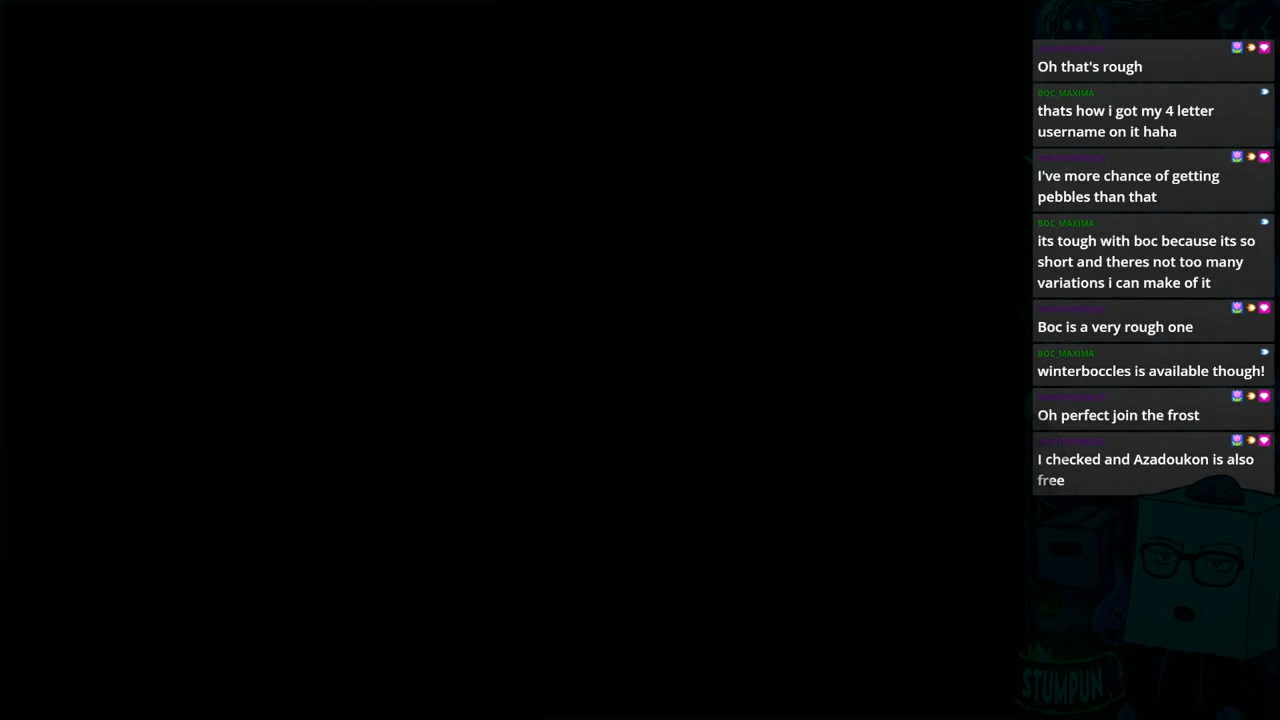 Oh that's rough
BOC_MAXIMA
thats how i got my 4 letter
username on it haha
I've more chance of getting
pebbles than that
BOC_MAXIMA
its tough with boc because its so
short and theres not too many
variations i can make of it
Boc is a very rough one
BOC_MAXIMA
winterboccles is available though!
Oh perfect join the frost
I checked and Azadoukon is also
free
STUMPUN